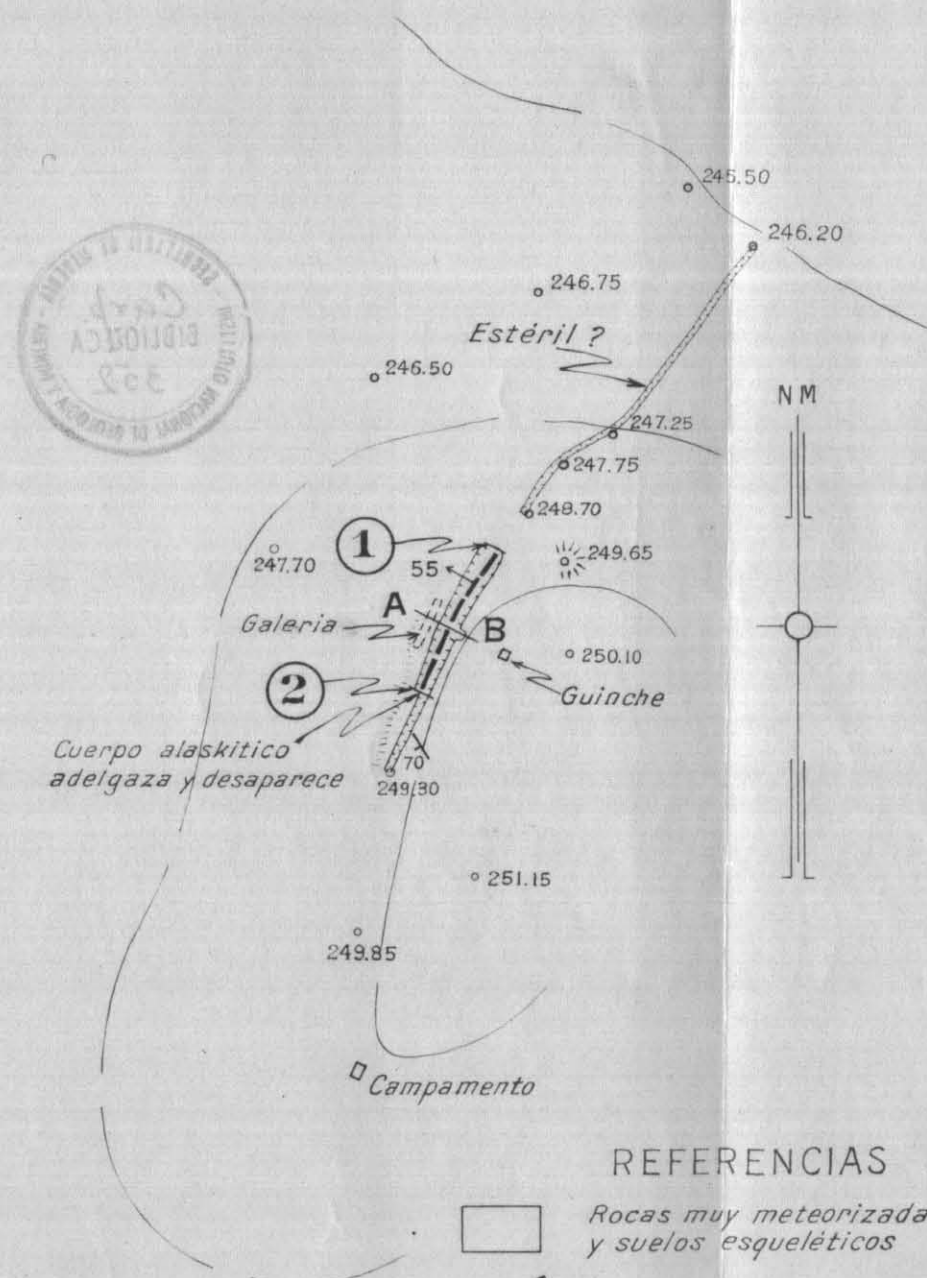 245.50
246.20
246.75
Estéril ?
246.50
NM
247.25
247.75
248.70
1
247.70
55
249.65
A
Galeria
B
250.10
2
Guinche
Cuerpo alaskitico
adelgaza y desaparece
70
249.30
251.15
249.85
Campamento
REFERENCIAS
Rocas muy meteorizada
y suelos esqueléticos
BIBLIOTECA